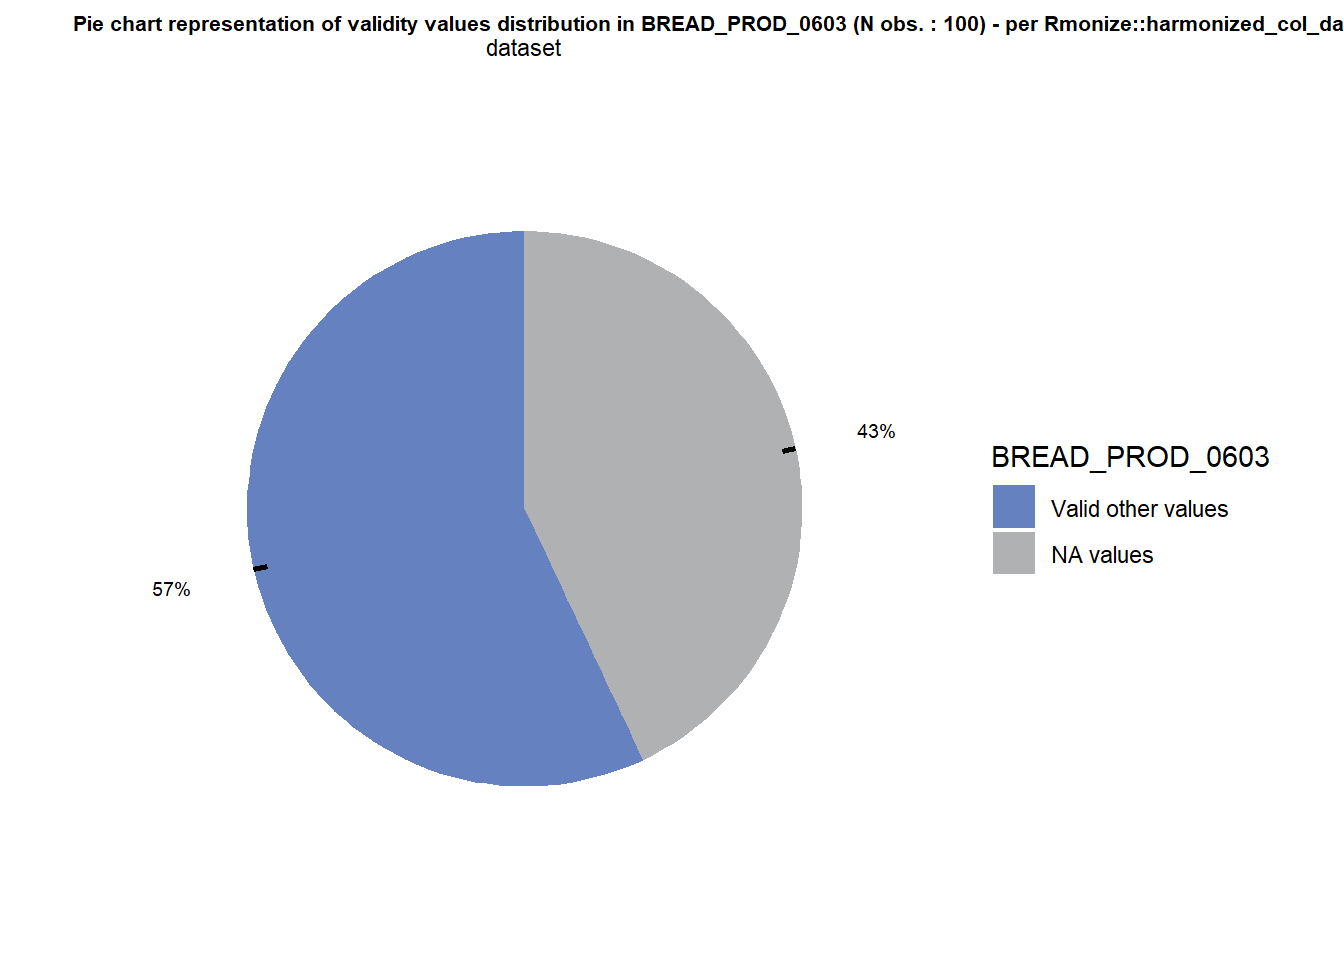 Pie chart representation of validity values distribution in BREAD_PROD_0603 (N obs. : 100) - per Rmonize::harmonized_col_da
dataset
43%
BREAD_PROD_0603
Valid other values
NA values
57%